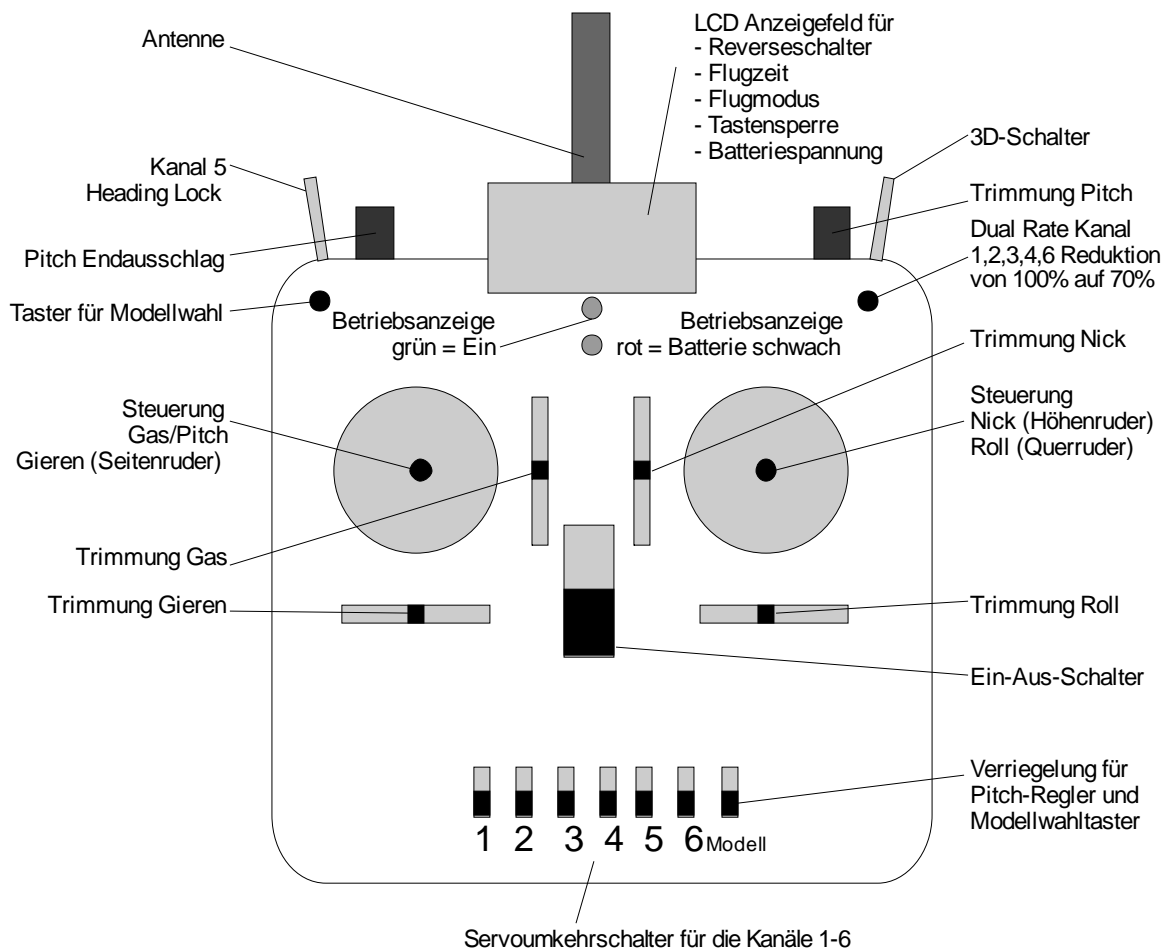 Antenne
LCD Anzeigefeld für
- Reverseschalter
- Flugzeit
- Flugmodus
- Tastensperre
- Batteriespannung
Kanal 5
Heading Lock
3D-Schalter
Trimmung Pitch
Pitch Endausschlag
Dual Rate Kanal
1,2,3,4,6 Reduktion
von 100% auf 70%
Taster für Modellwahl
Betriebsanzeige
grün = Ein
Betriebsanzeige
rot = Batterie schwach
Trimmung Nick
Steuerung
Gas/Pitch
Gieren (Seitenruder)
Steuerung
Nick (Höhenruder)
Roll (Querruder)
Trimmung Gas
Trimmung Gieren
Trimmung Roll
Ein-Aus-Schalter
Verriegelung für
Pitch-Regler und
Modellwahltaster
1 2 3 4 5 6 Modell
Servoumkehrschalter für die Kanäle 1-6